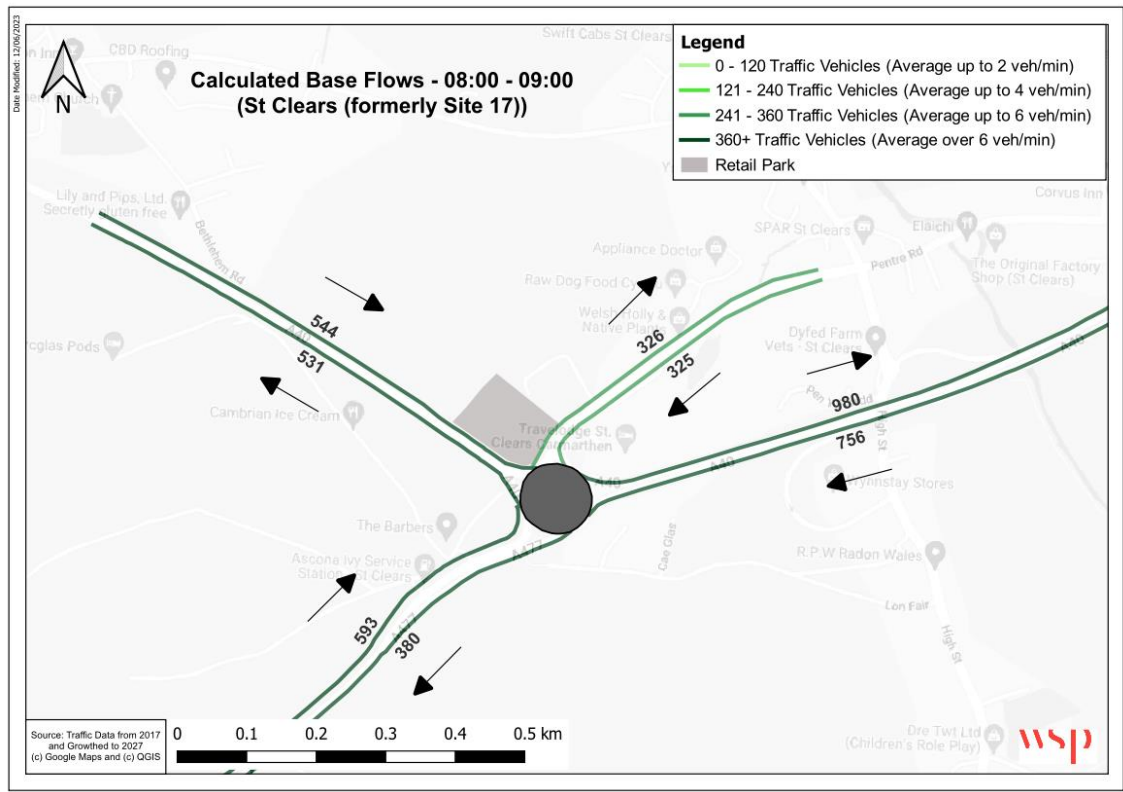 Date Modified: 12/06/2023
N
Calculated Base Flows - 08:00 - 09:00
(St Clears (formerly Site 17))
Legend
0 - 120 Traffic Vehicles (Average up to 2 veh/min)
121 - 240 Traffic Vehicles (Average up to 4 veh/min)
241 - 360 Traffic Vehicles (Average up to 6 veh/min)
360+ Traffic Vehicles (Average over 6 veh/min)
Retail Park
Swift Cabs St Clears
CBD Roofing
Lily and Pips, Ltd.
Secretly gluten free
Bethlehem Rd
Corvus Inn
SPAR St Clears
Elaichi
Appliance Doctor
Pentre Rd
The Original Factory
Shop (St Clears)
Raw Dog Food
Welsh Holly &
Native Plants
Dyfed Farm
Vets - St Clears
A40
544
531
326
325
980
756
A40
High St
Cambrian Ice Cream
Travelodge St.
Clears Carmarthen
A40
A40
Wynnstay Stores
The Barbers
A477
Cae Glas
Ascona Ivy Service
Station - St Clears
R.P.W Radon Wales
Lon Fair
A477
593
380
High St
Dre Twt Ltd
(Children's Role Play)
Source: Traffic Data from 2017
and Growthed to 2027
(c) Google Maps and (c) QGIS
0 0.1 0.2 0.3 0.4 0.5 km
wsp